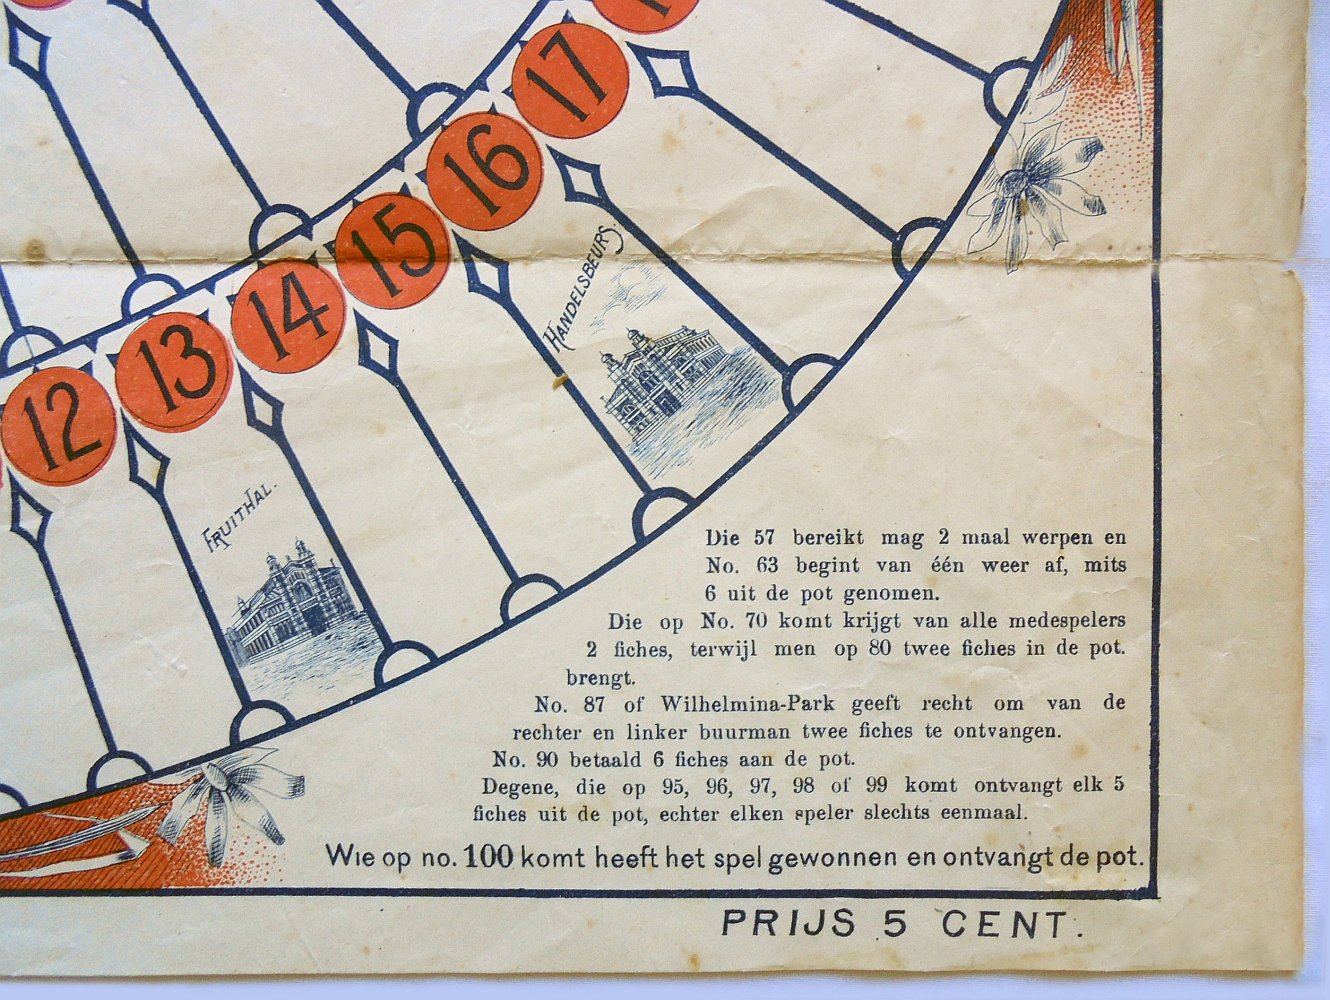 17
16
15
14
13
12
HANDELSBEURS
FRUITHAL.
Die 57 bereikt mag 2 maal werpen en
No. 63 begint van één weer af, mits
6 uit de pot genomen.
Die op No. 70 komt krijgt van alle medespelers
2 fiches, terwijl men op 80 twee fiches in de pot.
brengt.
No. 87 of Wilhelmina-Park geeft recht om van de
rechter en linker buurman twee fiches te ontvangen.
No. 90 betaald 6 fiches aan de pot.
Degene, die op 95, 96, 97, 98 of 99 komt ontvangt elk 5
fiches uit de pot, echter elken speler slechts eenmaal.
Wie op no. 100 komt heeft het spel gewonnen en ontvangt de pot.
PRIJS 5 CENT.